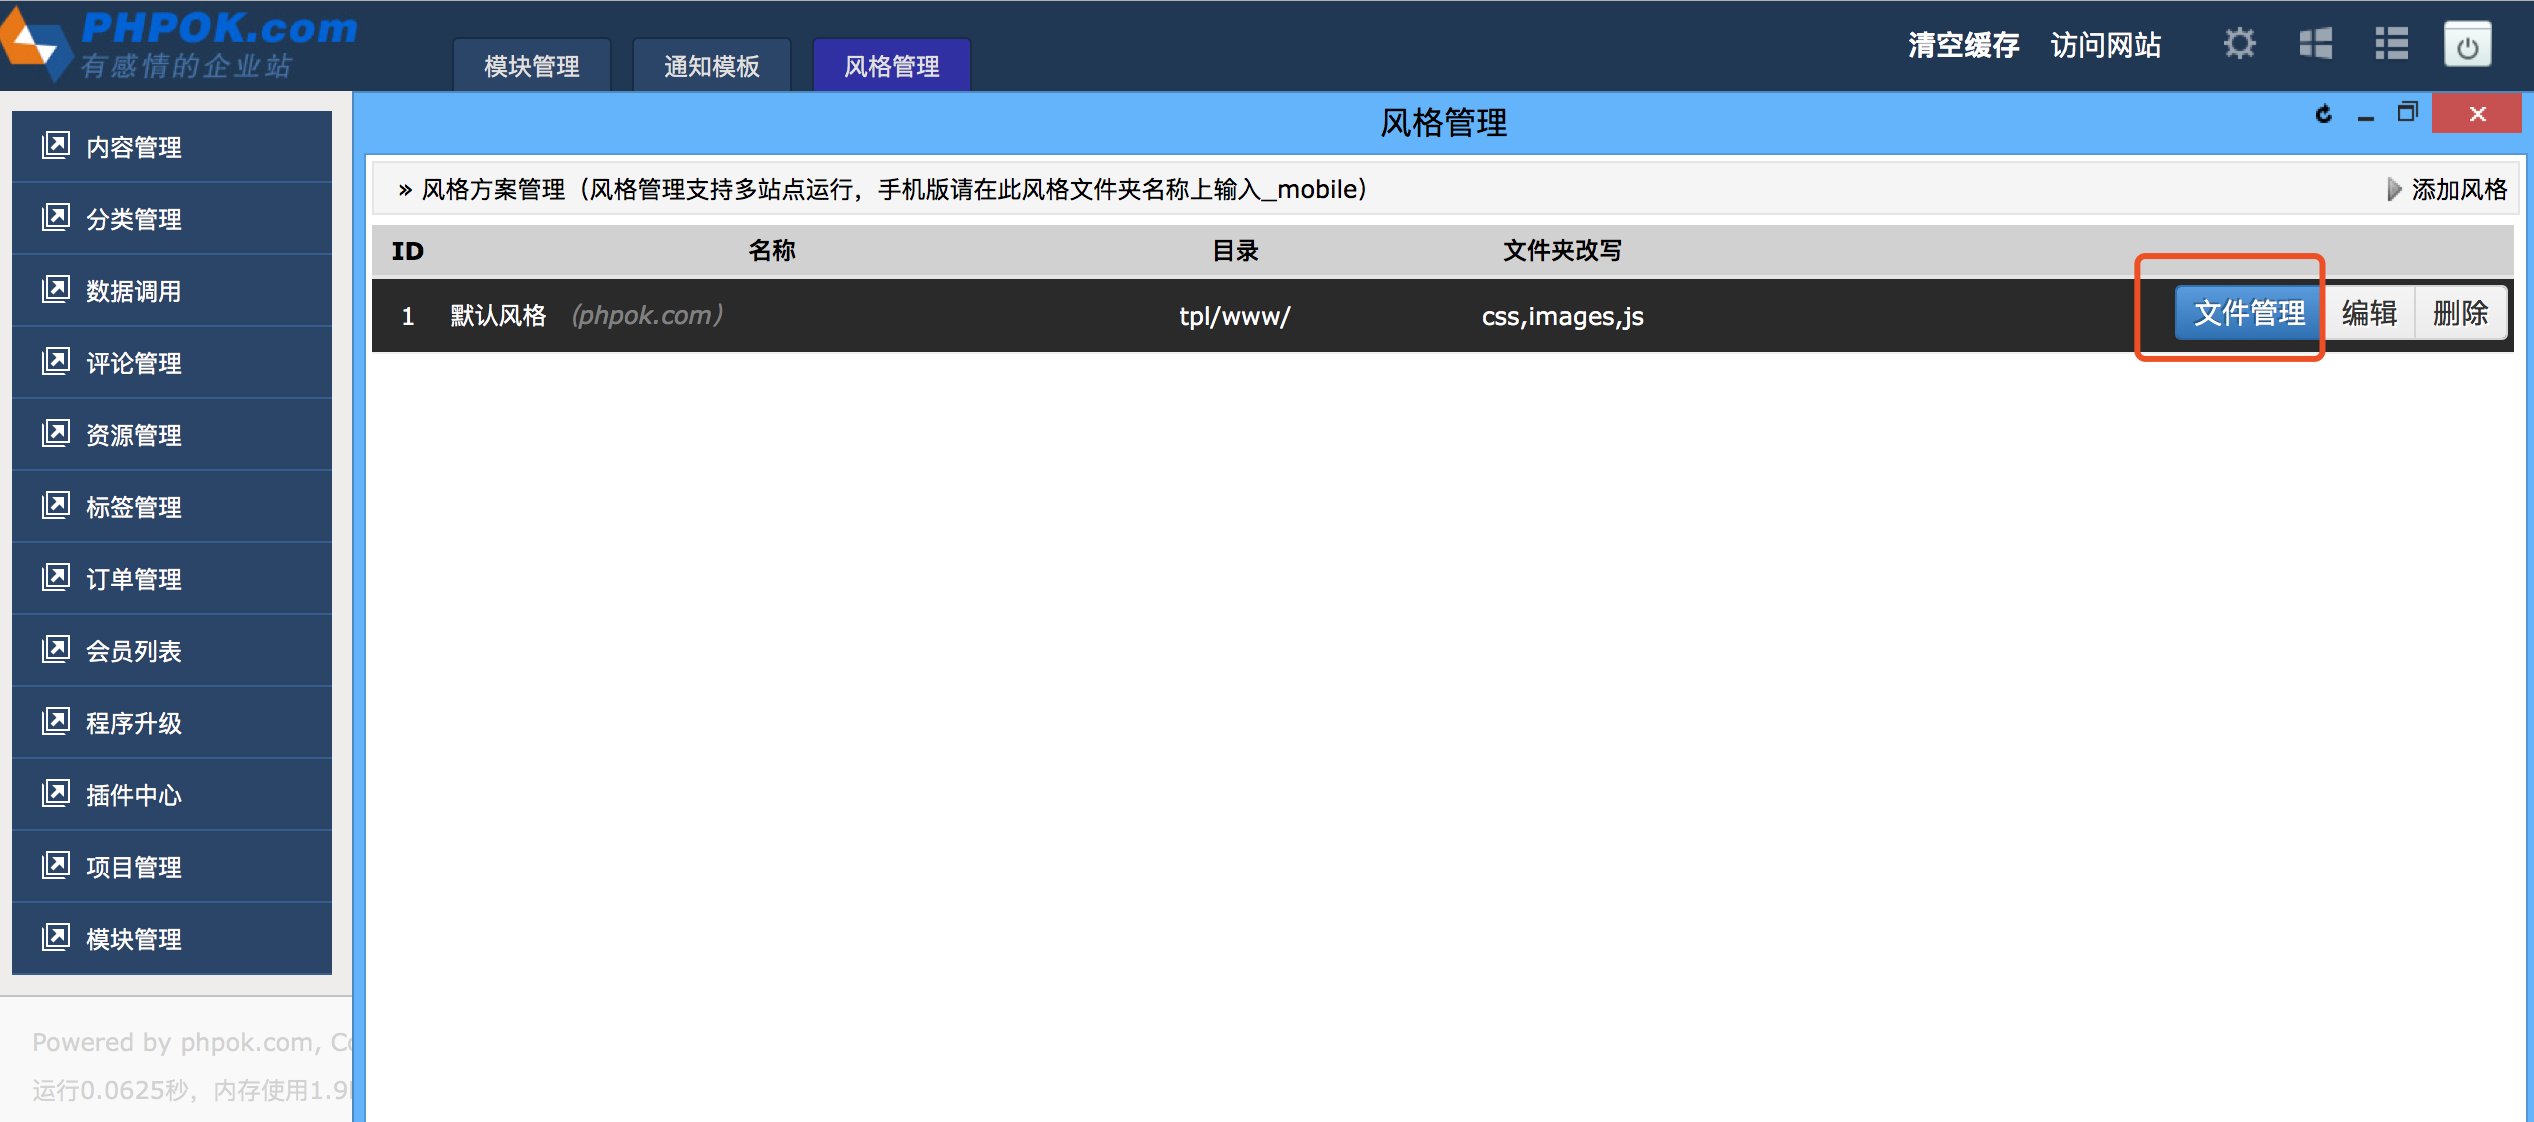 PHPOK.com
有感情的企业站
模块管理
通知模板
风格管理
清空缓存
访问网站
内容管理
分类管理
数据调用
评论管理
资源管理
标签管理
订单管理
会员列表
程序升级
插件中心
项目管理
模块管理
Powered by phpok.com, Co
运行0.0625秒，内存使用1.9
风格管理
» 风格方案管理（风格管理支持多站点运行，手机版请在此风格文件夹名称上输入_mobile）
添加风格
ID 名称 目录 文件夹改写
1 默认风格 (phpok.com) tpl/www/ css,images,js 文件管理 编辑 删除